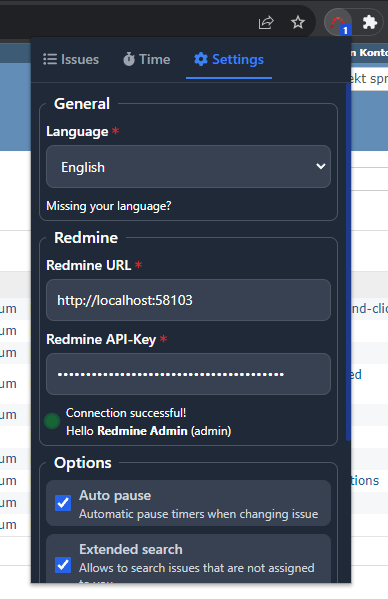 1
n Konto
Issues
Time
Settings
ekt spr
General
Language *
English
Missing your language?
Redmine
Redmine URL *
http://localhost:58103
um
nd-clic
um
Redmine API-Key *
um
••••••••••••••••••••••••••••••••••••••••
um
ed
um
Connection successful!
Hello Redmine Admin (admin)
um
Options
um
tions
Auto pause
um
Automatic pause timers when changing issue
um
Extended search
Allows to search issues that are not assigned
to you